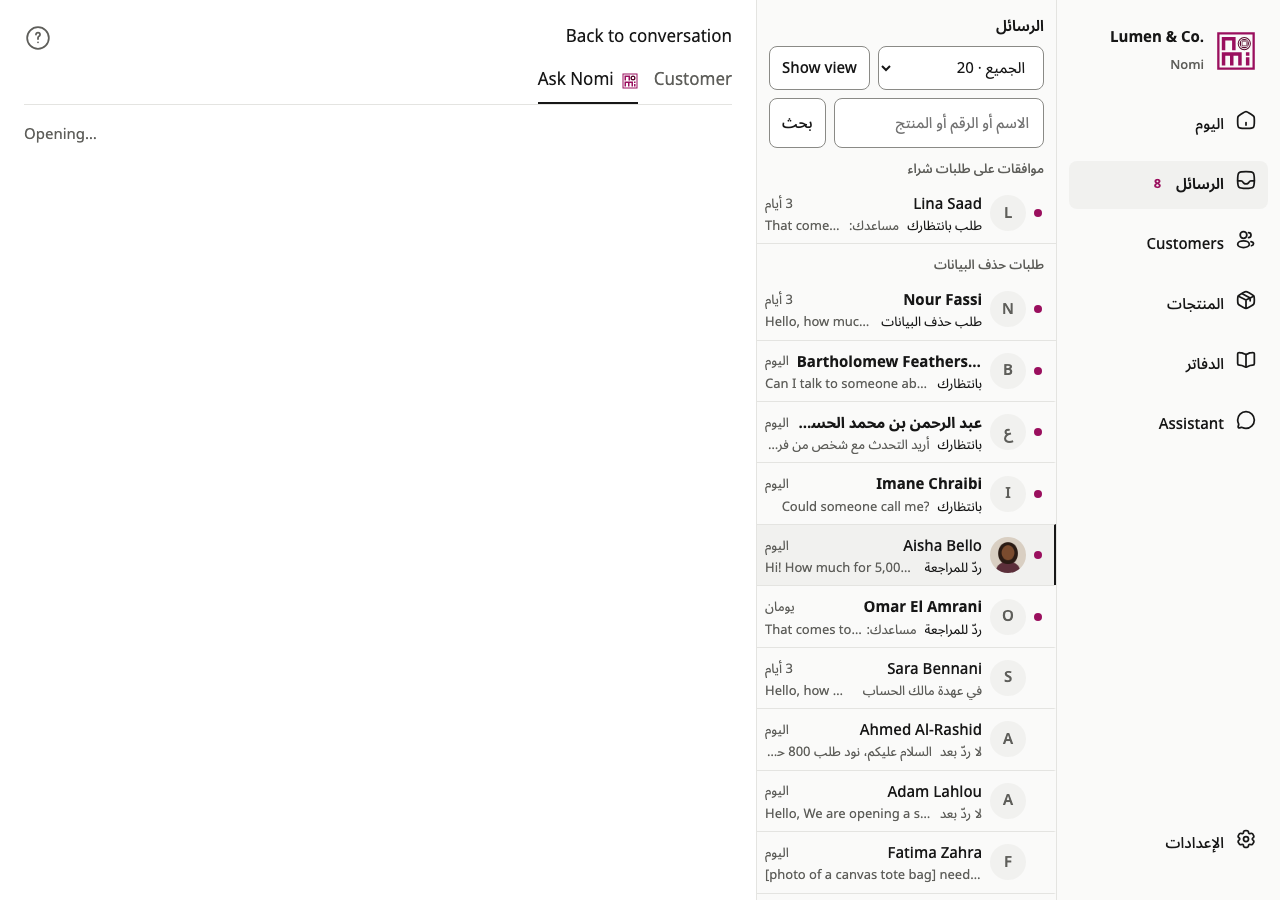 Lumen & Co.
Nomi
اليوم
الرسائل 8
Customers
المنتجات
الدفاتر
Assistant
الإعدادات
الرسائل
الجميع · 20
Show view
الاسم أو الرقم أو المنتج
بحث
موافقات على طلبات شراء
L
Lina Saad
3 أيام
طلب بانتظارك
مساعدك: That come…
طلبات حذف البيانات
N
Nour Fassi
3 أيام
طلب حذف البيانات
Hello, how muc…
B
Bartholomew Feathers…
اليوم
بانتظارك
Can I talk to someone ab…
ع
عبد الرحمن بن محمد الحس…
اليوم
بانتظارك
أريد التحدث مع شخص من فر…
I
Imane Chraibi
اليوم
بانتظارك
Could someone call me?
Aisha Bello
اليوم
ردّ للمراجعة
Hi! How much for 5,00…
O
Omar El Amrani
يومان
ردّ للمراجعة
مساعدك: That comes to…
S
Sara Bennani
3 أيام
في عهدة مالك الحساب
Hello, how …
A
Ahmed Al-Rashid
اليوم
لا ردّ بعد
السلام عليكم، نود طلب 800 حـ…
A
Adam Lahlou
اليوم
لا ردّ بعد
Hello, We are opening a s…
F
Fatima Zahra
اليوم
[photo of a canvas tote bag] need…
Back to conversation
?
Customer
Ask Nomi
Opening…